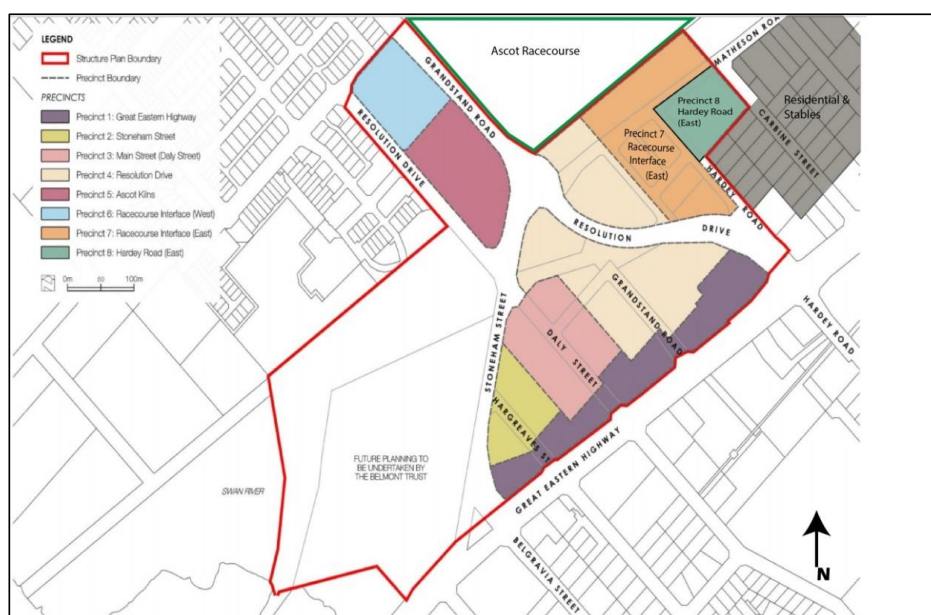 LEGEND
Structure Plan Boundary
Precinct Boundary
PRECINCTS
Precinct 1: Great Eastern Highway
Precinct 2: Stoneham Street
Precinct 3: Main Street (Daly Street)
Precinct 4: Resolution Drive
Precinct 5: Ascot Kilns
Precinct 6: Racecourse Interface (West)
Precinct 7: Racecourse Interface (East)
Precinct 8: Hardey Road (East)
0m 50 100m
Ascot Racecourse
GRANDSTAND ROAD
RESOLUTION DRIVE
MATHESON ROAD
Precinct 8
Hardey Road
(East)
Residential &
Stables
CARBINE STREET
Precinct 7
Racecourse
Interface
(East)
HARDEY ROAD
RESOLUTION DRIVE
GRANDSTAND ROAD
STONEHAM STREET
DALY STREET
HARGREAVES ST
HARDEY ROAD
GREAT EASTERN HIGHWAY
FUTURE PLANNING TO
BE UNDERTAKEN BY
THE BELMONT TRUST
SWAN RIVER
BELGRAVIA STREET
N